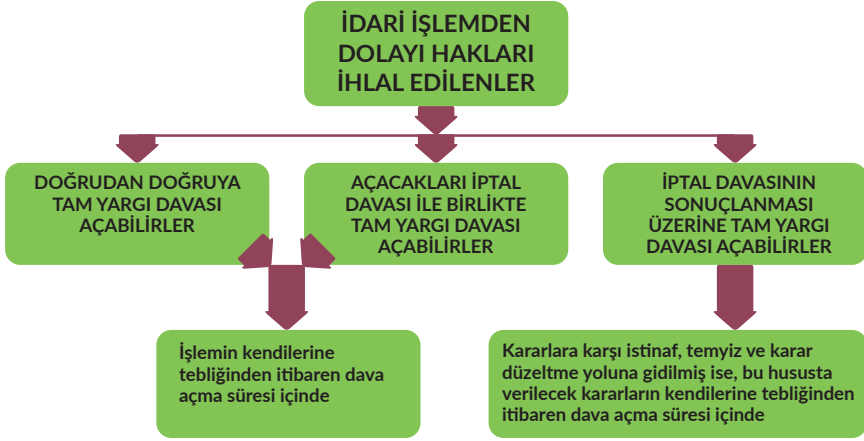 İDARİ İŞLEMDEN
DOLAYI HAKLARI
İHLAL EDİLENLER
DOĞRUDAN DOĞRUYA
TAM YARGI DAVASI
AÇABİLİRLER
AÇACAKLARI İPTAL
DAVASI İLE BİRLİKTE
TAM YARGI DAVASI
AÇABİLİRLER
İPTAL DAVASININ
SONUÇLANMASI
ÜZERİNE TAM YARGI
DAVASI AÇABİLİRLER
İşlemin kendilerine
tebliğinden itibaren dava
açma süresi içinde
Kararlara karşı istinaf, temyiz ve karar
düzeltme yoluna gidilmiş ise, bu hususta
verilecek kararların kendilerine tebliğinden
itibaren dava açma süresi içinde